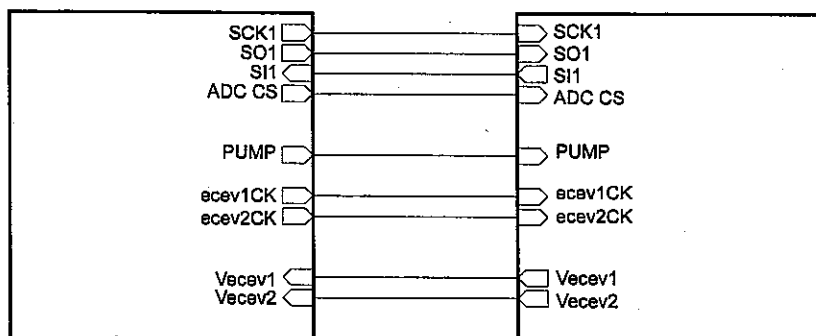 SCK1 SCK1
SO1 SO1
SI1 SI1
ADC CS ADC CS
PUMP PUMP
ecev1CK ecev1CK
ecev2CK ecev2CK
Vecev1 Vecev1
Vecev2 Vecev2